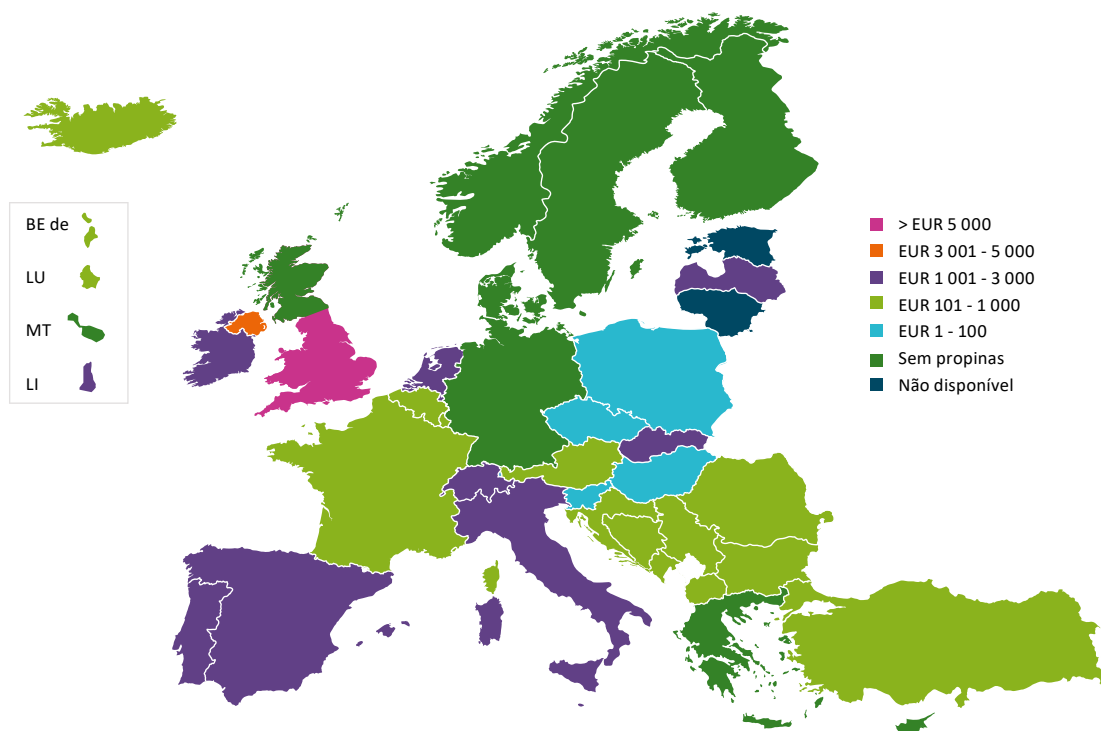 BE de
LU
MT
LI
> EUR 5 000
EUR 3 001 - 5 000
EUR 1 001 - 3 000
EUR 101 - 1 000
EUR 1 - 100
Sem propinas
Não disponível